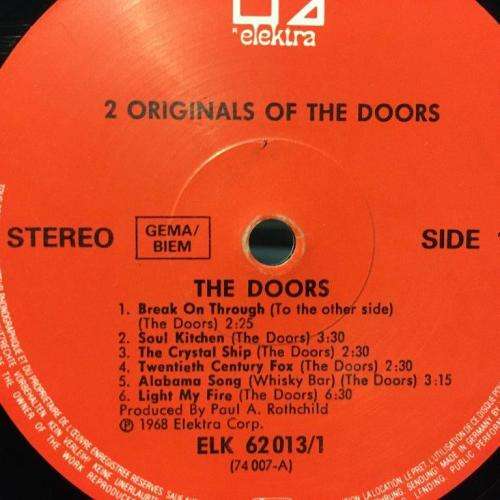 elektra
2 ORIGINALS OF THE DOORS
STEREO
GEMA/
BIEM
SIDE
THE DOORS
1. Break On Through (To the other side)
(The Doors) 2:25
2. Soul Kitchen (The Doors) 3:30
3. The Crystal Ship (The Doors) 2:30
4. Twentieth Century Fox (The Doors) 2:30
5. Alabama Song (Whisky Bar) (The Doors) 3:15
6. Light My Fire (The Doors) 6:30
Produced By Paul A. Rothchild
Ⓟ 1968 Elektra Corp.
ELK 62013/1
(74 007-A)